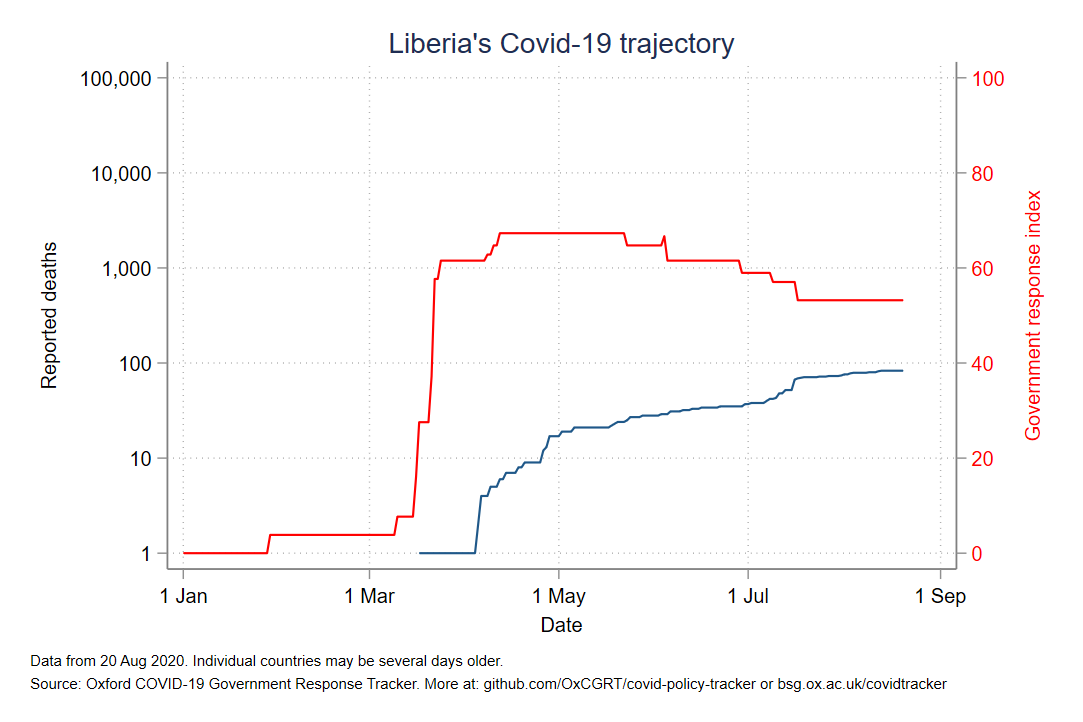 Liberia's Covid-19 trajectory
100,000
10,000
1,000
100
10
1
Reported deaths
100
80
60
40
20
0
Government response index
1 Jan
1 Mar
1 May
1 Jul
1 Sep
Date
Data from 20 Aug 2020. Individual countries may be several days older.
Source: Oxford COVID-19 Government Response Tracker. More at: github.com/OxCGRT/covid-policy-tracker or bsg.ox.ac.uk/covidtracker